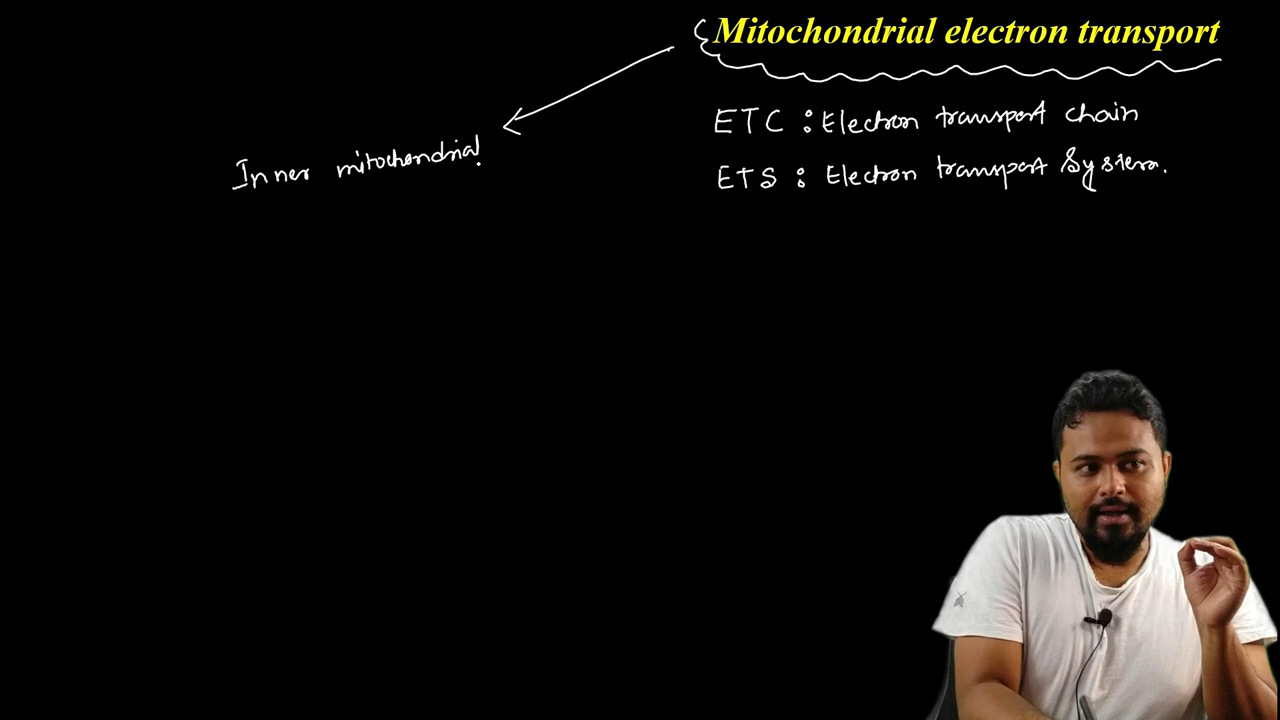 Mitochondrial electron transport
ETC : Electron transport chain
ETS : Electron transport System.
Inner mitochondrial